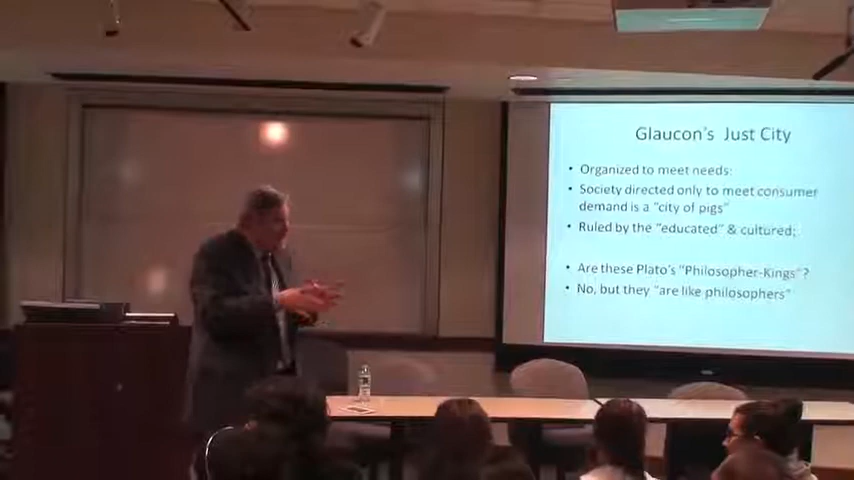 Glaucon's Just City
• Organized to meet needs:
• Society directed only to meet consumer
demand is a "city of pigs"
• Ruled by the "educated" & cultured;
• Are these Plato's "Philosopher-Kings"?
• No, but they "are like philosophers"